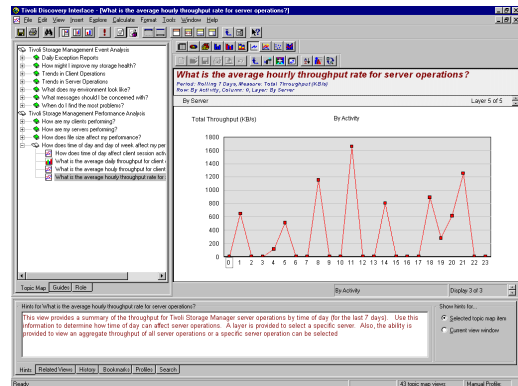 Tivoli Discovery Interface - [What is the average hourly throughput rate for server operations?]
File Edit View Insert Explore Calculate Format Tools Window Help
Tivoli Storage Management Event Analysis
Daily Exception Reports
How might I improve my storage health?
Trends in Client Operations
Trends in Server Operations
What does my environment look like?
What messages should I be concerned with?
When do I find the most problems?
Tivoli Storage Management Performance Analysis
How are my clients performing?
How are my servers performing?
How does file size affect my performance?
How does time of day and day of week affect my per
How does time of day affect client session activ
What is the average daily throughput for client
What is the average hourly throughput for client
What is the average hourly throughput rate for
Topic Map Guides Role
What is the average hourly throughput rate for server operations?
Period: Rolling 7 Days, Measure: Total Throughput(KB/s)
Row: By Activity, Column: 0, Layer: By Server
By Server Layer 5 of 5
Total Throughput (KB/s) By Activity
1800
1600
1400
1200
1000
800
600
400
200
0
0 1 2 3 4 5 6 7 8 9 10 11 12 13 14 15 16 17 18 19 20 21 22 23
By Activity Display 3 of 3
Hints for What is the average hourly throughput rate for server operations?
This view provides a summary of the throughput for Tivoli Storage Manager server operations by time of day (for the last 7 days). Use this
information to determine how time of day can affect server operations. A layer is provided to select a specific server. Also, the ability is
provided to view an aggregate throughput of all server operations or a specific server operation can be selected
Show hints for...
Selected topic map item
Current view window
Hints Related Views History Bookmarks Profiles Search
Ready 43 topic map views Manual Profile